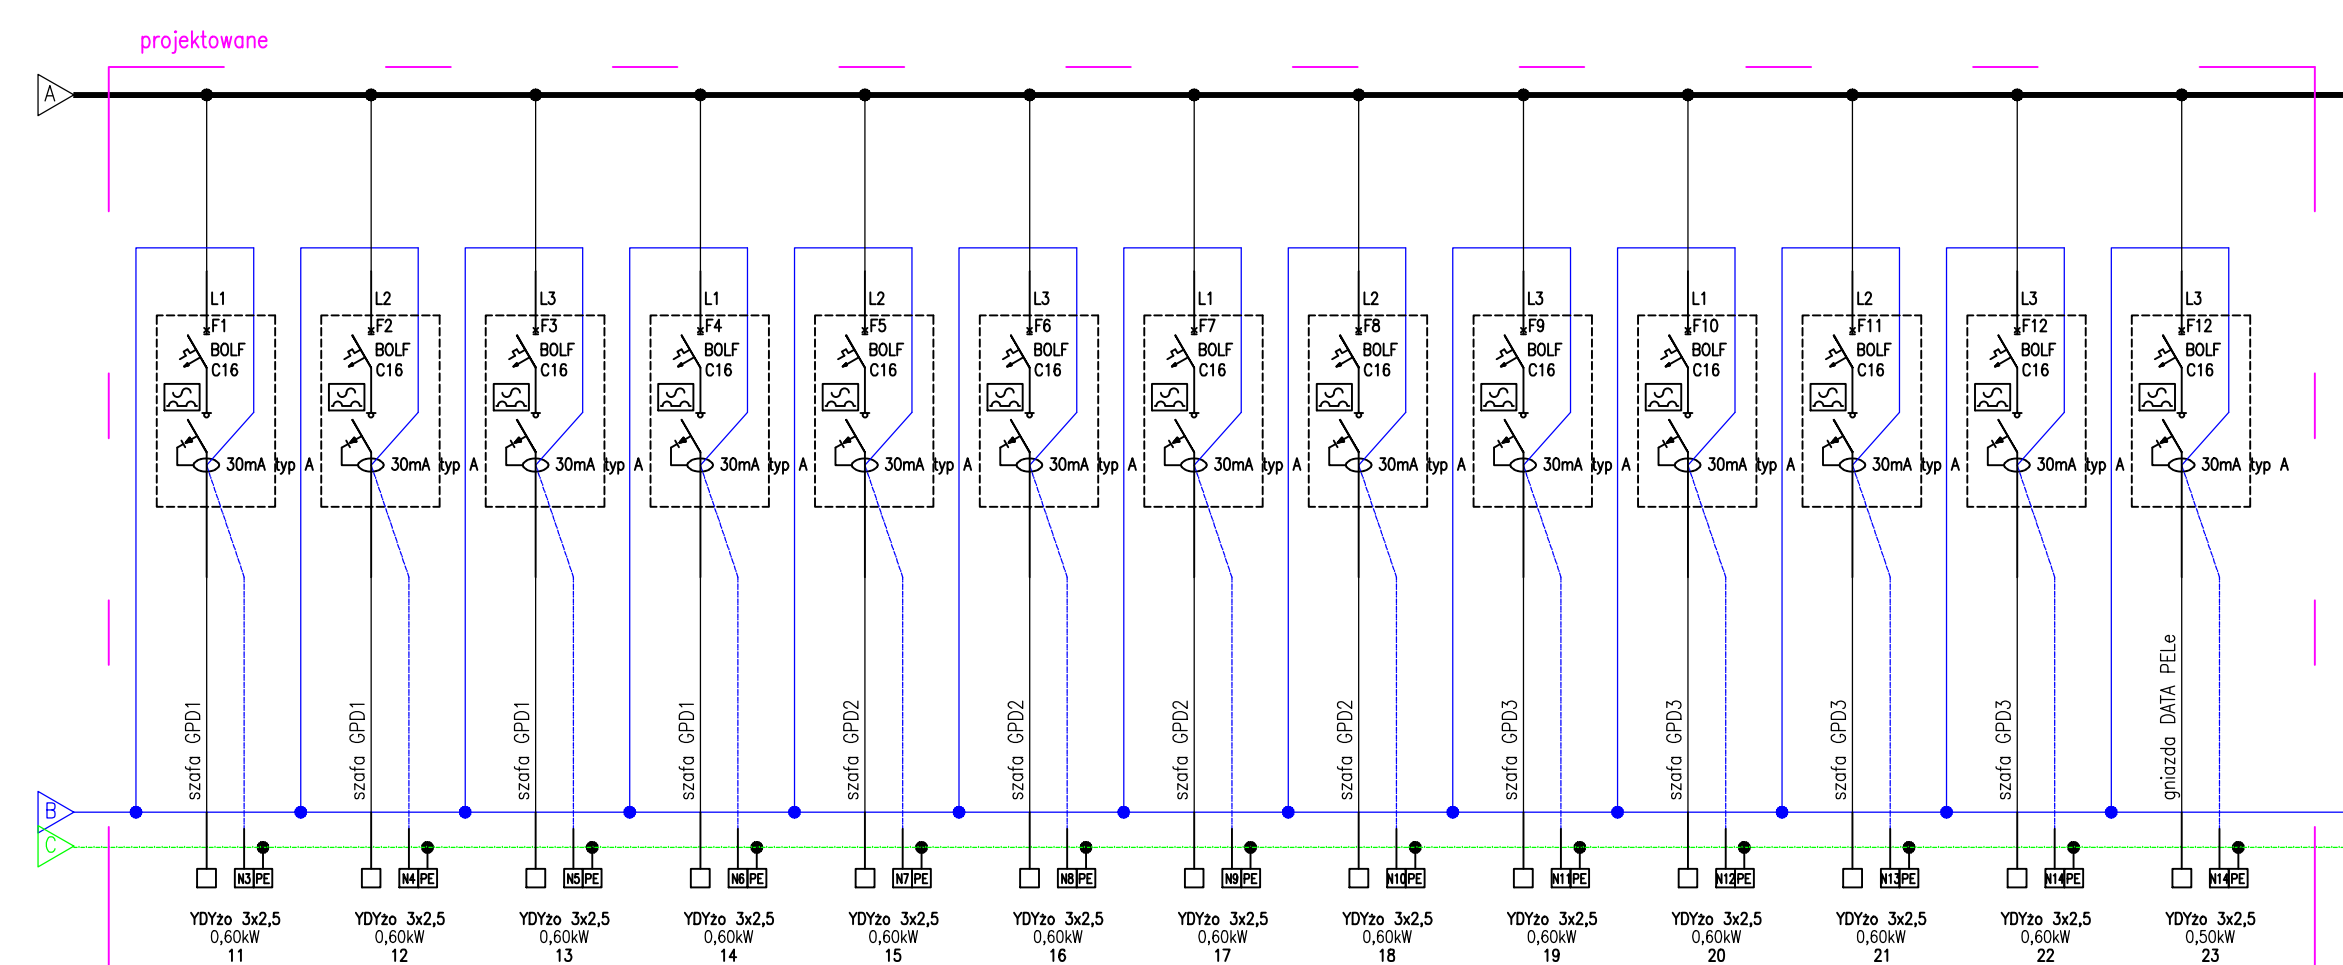 projektowane
A
L1 L2 L3 L1 L2 L3 L1 L2 L3 L1 L2 L3 L3
F1 F2 F3 F4 F5 F6 F7 F8 F9 F10 F11 F12 F12
BOLF BOLF BOLF BOLF BOLF BOLF BOLF BOLF BOLF BOLF BOLF BOLF BOLF
C16 C16 C16 C16 C16 C16 C16 C16 C16 C16 C16 C16 C16
30mA typ A 30mA typ A 30mA typ A 30mA typ A 30mA typ A 30mA typ A 30mA typ A 30mA typ A 30mA typ A 30mA typ A 30mA typ A 30mA typ A 30mA typ A
szafa GPD1
szafa GPD1
szafa GPD1
szafa GPD1
szafa GPD2
szafa GPD2
szafa GPD2
szafa GPD2
szafa GPD3
szafa GPD3
szafa GPD3
szafa GPD3
gniazda DATA PELe
B
C
N3 PE N4 PE N5 PE N6 PE N7 PE N8 PE N9 PE N10 PE N11 PE N12 PE N13 PE N14 PE N14 PE
YDYżo 3x2,5 YDYżo 3x2,5 YDYżo 3x2,5 YDYżo 3x2,5 YDYżo 3x2,5 YDYżo 3x2,5 YDYżo 3x2,5 YDYżo 3x2,5 YDYżo 3x2,5 YDYżo 3x2,5 YDYżo 3x2,5 YDYżo 3x2,5 YDYżo 3x2,5
0,60kW 0,60kW 0,60kW 0,60kW 0,60kW 0,60kW 0,60kW 0,60kW 0,60kW 0,60kW 0,60kW 0,60kW 0,50kW
11 12 13 14 15 16 17 18 19 20 21 22 23